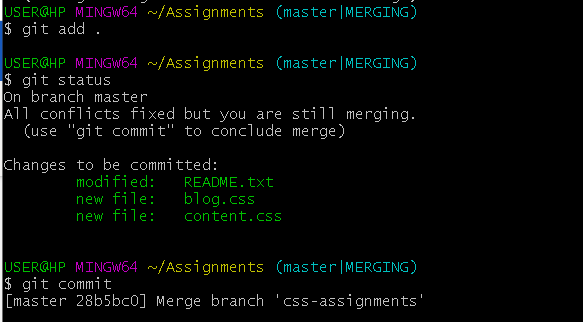 USER@HP MINGW64 ~/Assignments (master|MERGING)
$ git add .
USER@HP MINGW64 ~/Assignments (master|MERGING)
$ git status
On branch master
All conflicts fixed but you are still merging.
  (use "git commit" to conclude merge)
Changes to be committed:
        modified:   README.txt
        new file:   blog.css
        new file:   content.css
USER@HP MINGW64 ~/Assignments (master|MERGING)
$ git commit
[master 28b5bc0] Merge branch 'css-assignments'